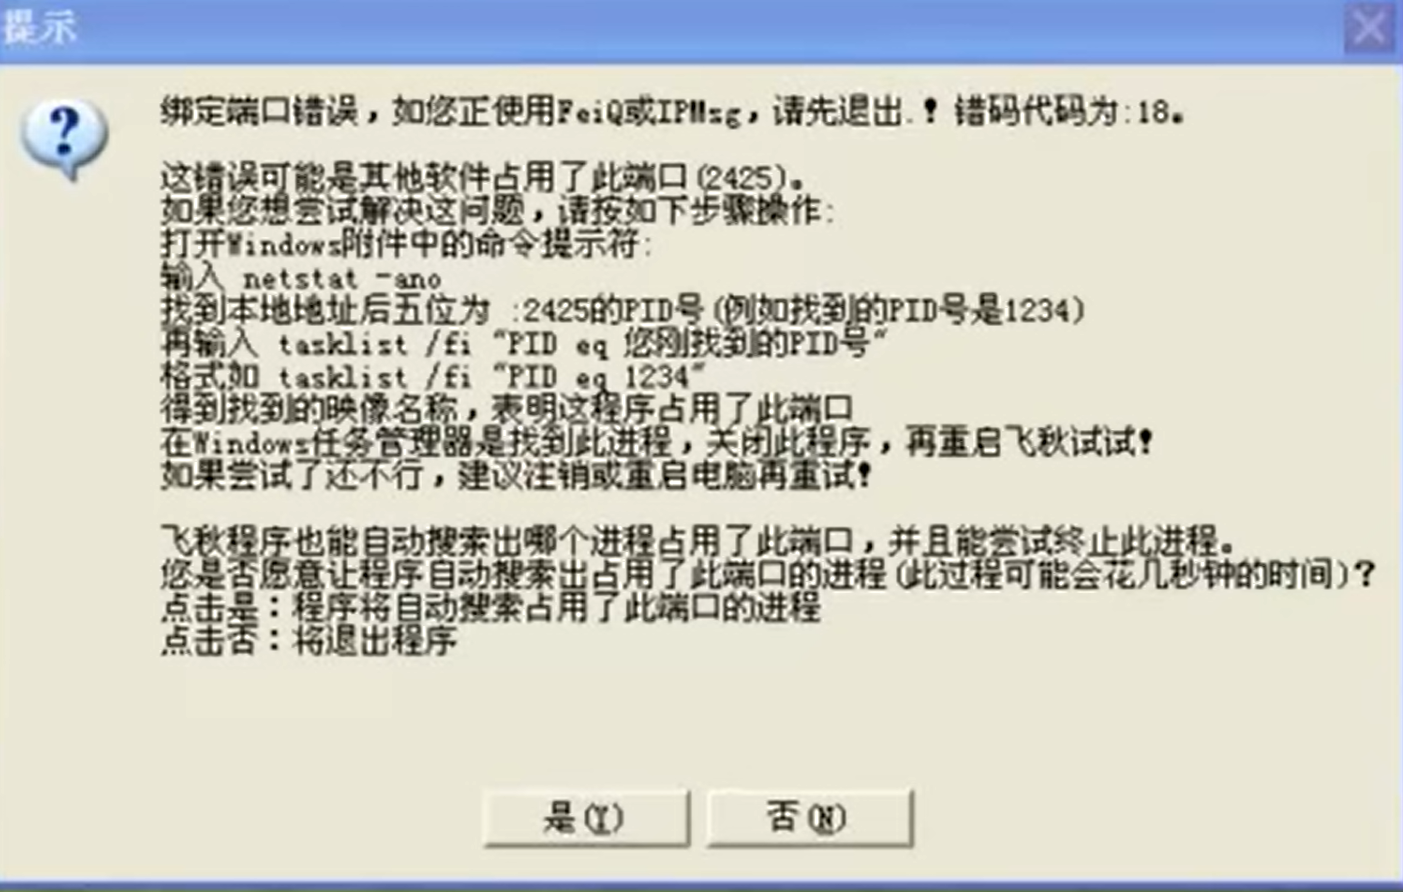 提示
绑定端口错误，如您正使用FeiQ或IPMsg，请先退出.！错码代码为:18。
这错误可能是其他软件占用了此端口(2425)。
如果您想尝试解决这问题，请按如下步骤操作:
打开Windows附件中的命令提示符:
输入 netstat -ano
找到本地地址后五位为 :2425的PID号(例如找到的PID号是1234)
再输入 tasklist /fi "PID eq 您刚找到的PID号"
格式如 tasklist /fi "PID eq 1234"
得到找到的映像名称，表明这程序占用了此端口
在Windows任务管理器是找到此进程，关闭此程序，再重启飞秋试试！
如果尝试了还不行，建议注销或重启电脑再重试！
飞秋程序也能自动搜索出哪个进程占用了此端口，并且能尝试终止此进程。
您是否愿意让程序自动搜索出占用了此端口的进程(此过程可能会花几秒钟的时间)？
点击是：程序将自动搜索占用了此端口的进程
点击否：将退出程序
是(Y) 否(N)